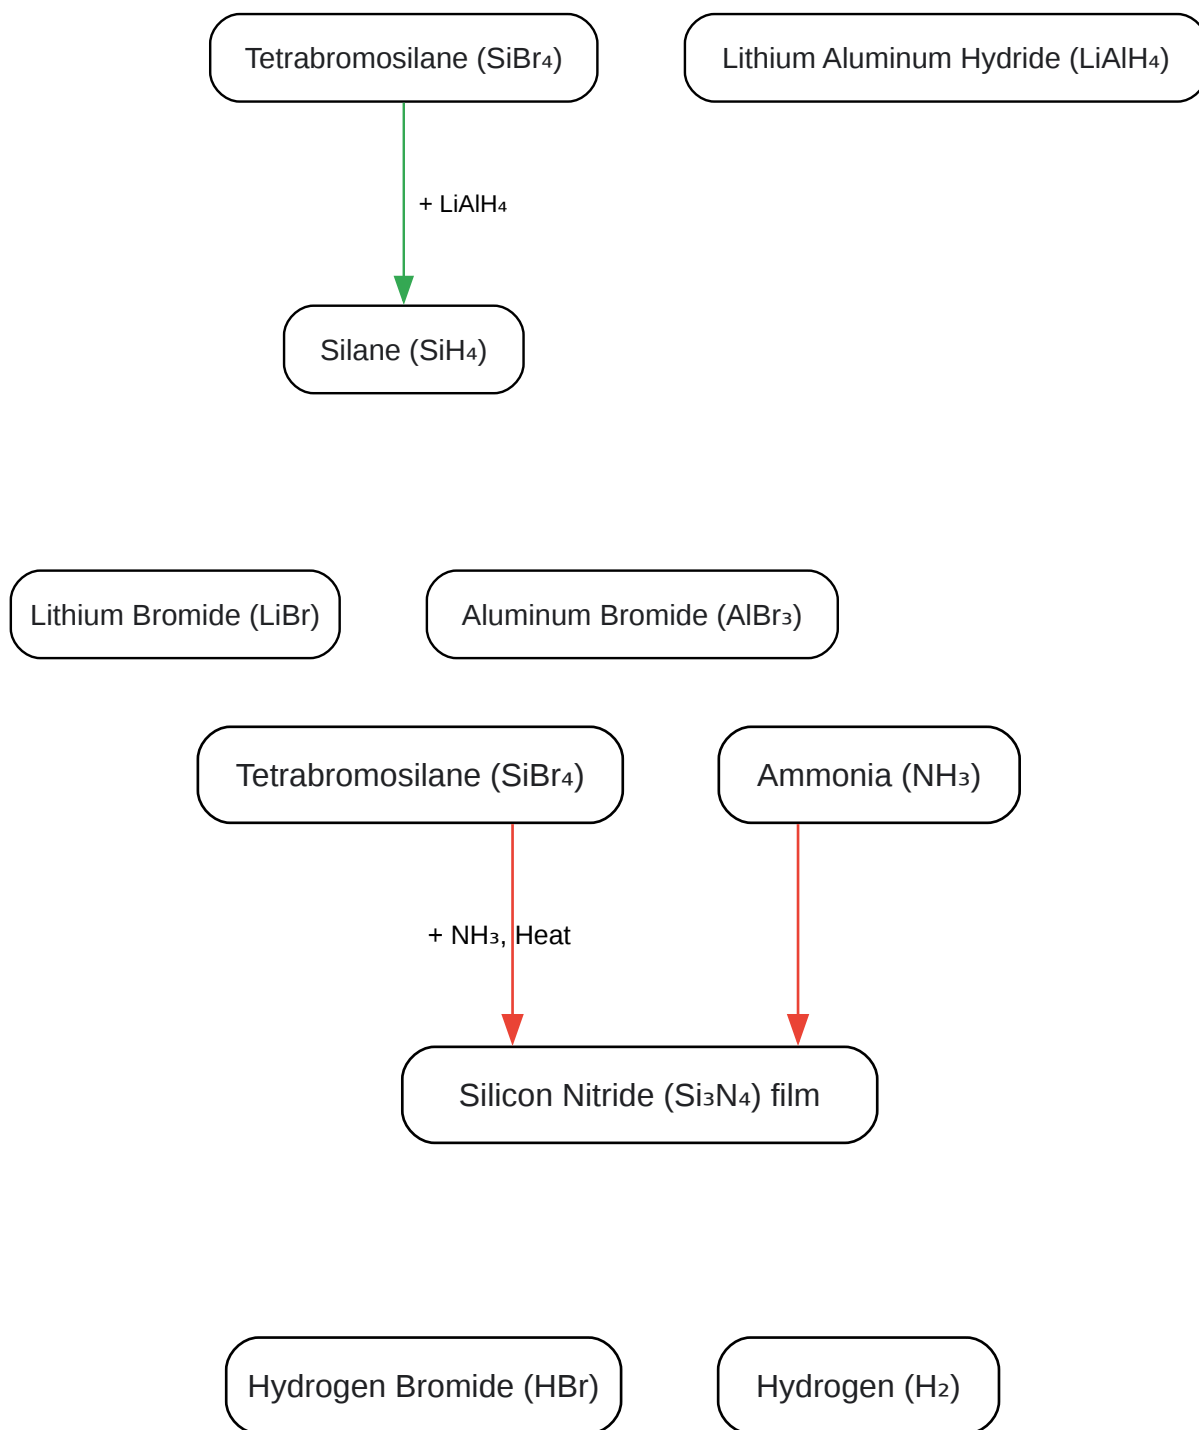 Tetrabromosilane (SiBr₄)
Lithium Aluminum Hydride (LiAlH₄)
+ LiAlH₄
Silane (SiH₄)
Lithium Bromide (LiBr)
Aluminum Bromide (AlBr₃)
Tetrabromosilane (SiBr₄)
Ammonia (NH₃)
+ NH₃, Heat
Silicon Nitride (Si₃N₄) film
Hydrogen Bromide (HBr)
Hydrogen (H₂)